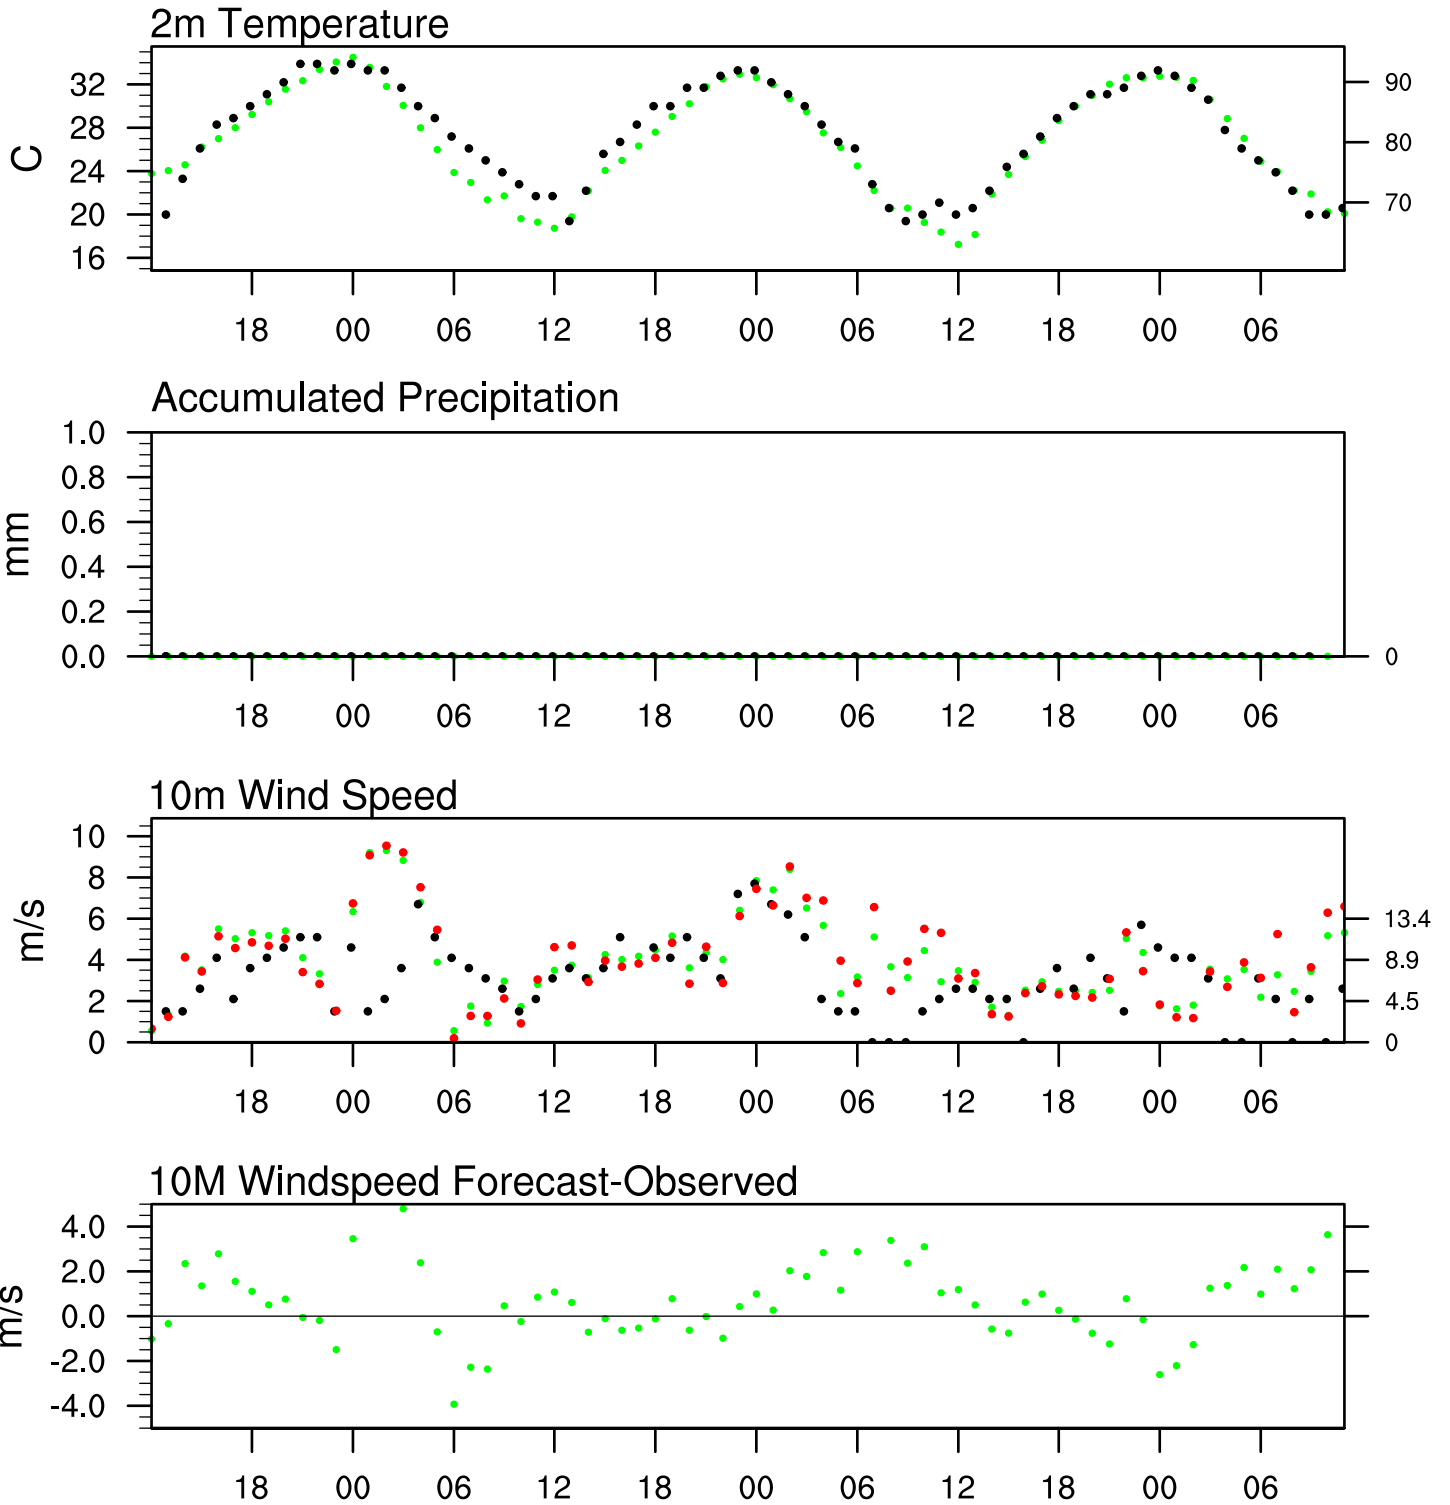 2m Temperature
C
32
28
24
20
16
90
80
70
18 00 06 12 18 00 06 12 18 00 06
Accumulated Precipitation
mm
1.0
0.8
0.6
0.4
0.2
0.0
0
18 00 06 12 18 00 06 12 18 00 06
10m Wind Speed
m/s
10
8
6
4
2
0
13.4
8.9
4.5
0
18 00 06 12 18 00 06 12 18 00 06
10M Windspeed Forecast-Observed
m/s
4.0
2.0
0.0
-2.0
-4.0
18 00 06 12 18 00 06 12 18 00 06